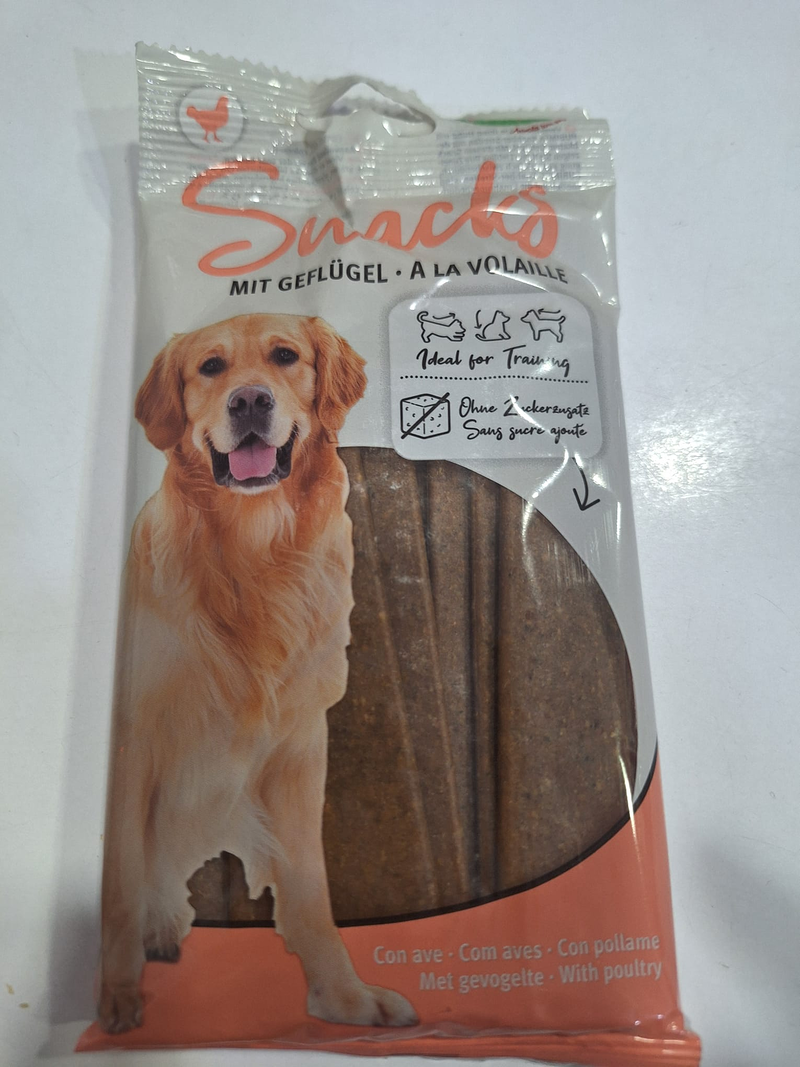 Snacks
MIT GEFLÜGEL · A LA VOLAILLE
Ideal for Training
Ohne Zuckerzusatz
Sans sucre ajoute
Con ave · Com aves · Con pollame
Met gevogelte · With poultry